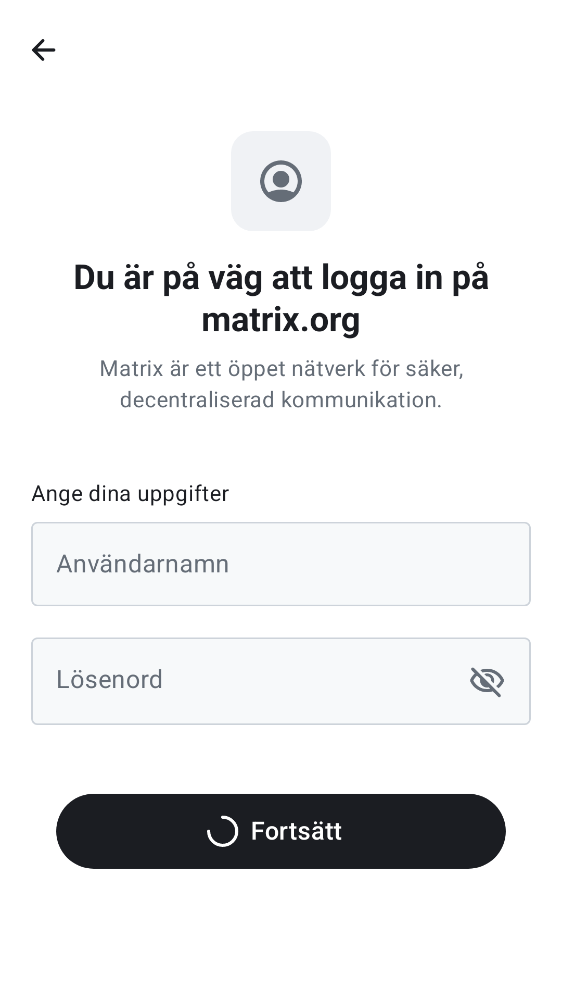 Du är på väg att logga in på
matrix.org
Matrix är ett öppet nätverk för säker,
decentraliserad kommunikation.
Ange dina uppgifter
Användarnamn
Lösenord
Fortsätt